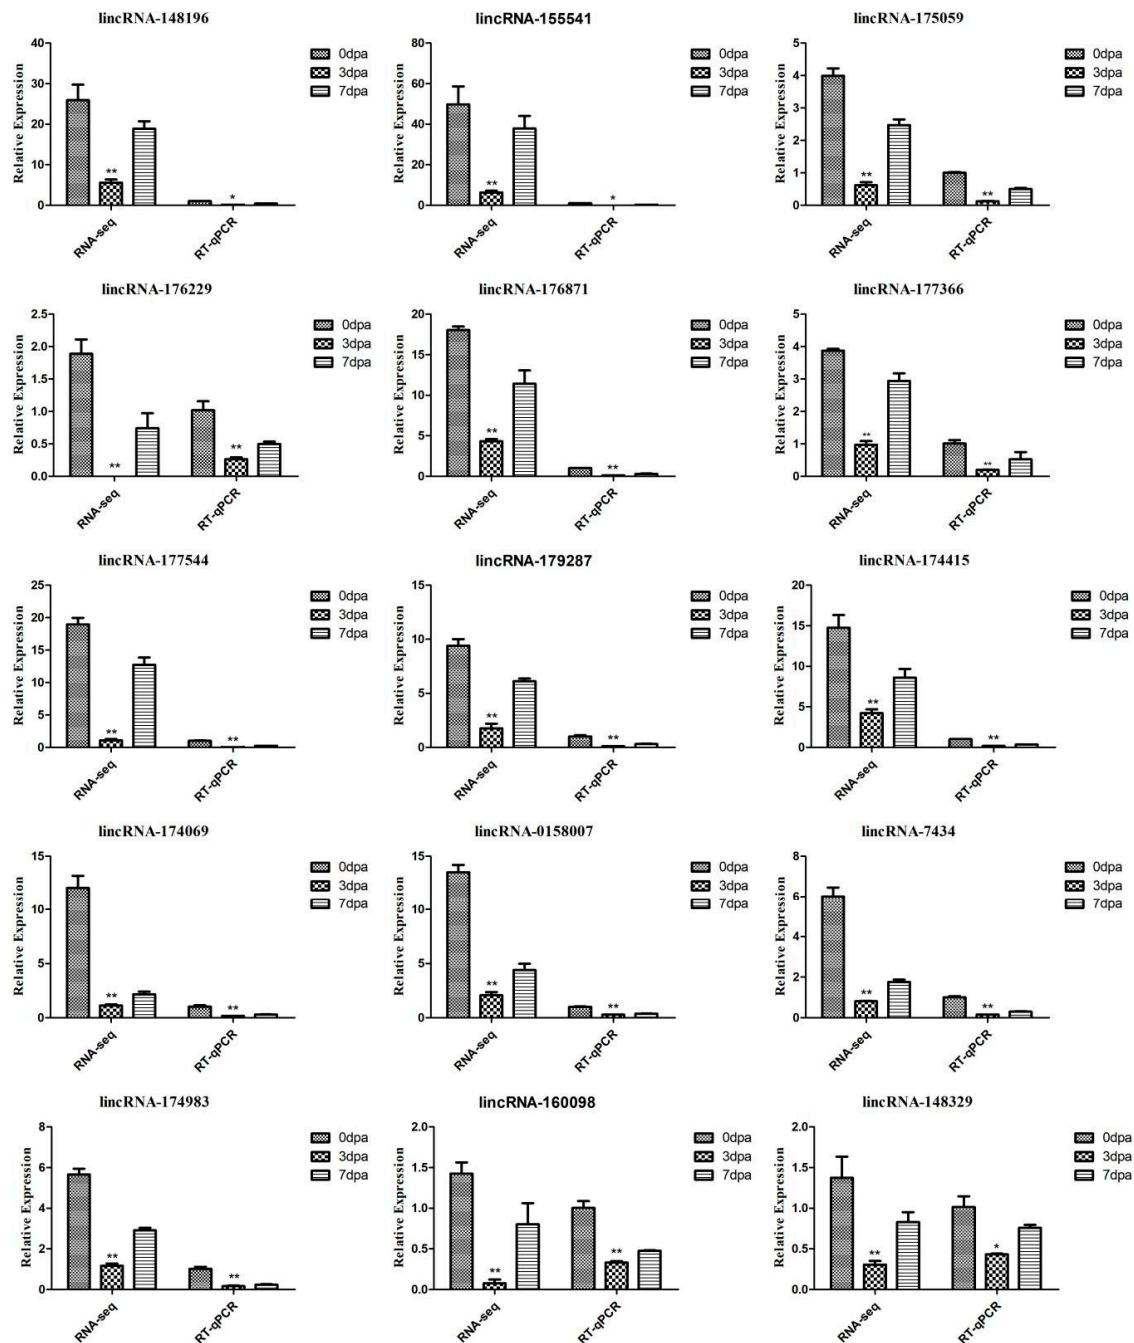 lincRNA-148196
Relative Expression
40
30
20
10
0
RNA-seq
RT-qPCR
0dpa
3dpa
7dpa
**
*
lincRNA-155541
Relative Expression
80
60
40
20
0
RNA-seq
RT-qPCR
0dpa
3dpa
7dpa
**
*
lincRNA-175059
Relative Expression
5
4
3
2
1
0
RNA-seq
RT-qPCR
0dpa
3dpa
7dpa
**
**
lincRNA-176229
Relative Expression
2.5
2.0
1.5
1.0
0.5
0.0
RNA-seq
RT-qPCR
0dpa
3dpa
7dpa
**
**
lincRNA-176871
Relative Expression
20
15
10
5
0
RNA-seq
RT-qPCR
0dpa
3dpa
7dpa
**
**
lincRNA-177366
Relative Expression
5
4
3
2
1
0
RNA-seq
RT-qPCR
0dpa
3dpa
7dpa
**
**
lincRNA-177544
Relative Expression
25
20
15
10
5
0
RNA-seq
RT-qPCR
0dpa
3dpa
7dpa
**
**
lincRNA-179287
Relative Expression
15
10
5
0
RNA-seq
RT-qPCR
0dpa
3dpa
7dpa
**
**
lincRNA-174415
Relative Expression
20
15
10
5
0
RNA-seq
RT-qPCR
0dpa
3dpa
7dpa
**
**
lincRNA-174069
Relative Expression
15
10
5
0
RNA-seq
RT-qPCR
0dpa
3dpa
7dpa
**
**
lincRNA-0158007
Relative Expression
15
10
5
0
RNA-seq
RT-qPCR
0dpa
3dpa
7dpa
**
**
lincRNA-7434
Relative Expression
8
6
4
2
0
RNA-seq
RT-qPCR
0dpa
3dpa
7dpa
**
**
lincRNA-174983
Relative Expression
8
6
4
2
0
RNA-seq
RT-qPCR
0dpa
3dpa
7dpa
**
**
lincRNA-160098
Relative Expression
2.0
1.5
1.0
0.5
0.0
RNA-seq
RT-qPCR
0dpa
3dpa
7dpa
**
**
lincRNA-148329
Relative Expression
2.0
1.5
1.0
0.5
0.0
RNA-seq
RT-qPCR
0dpa
3dpa
7dpa
**
*